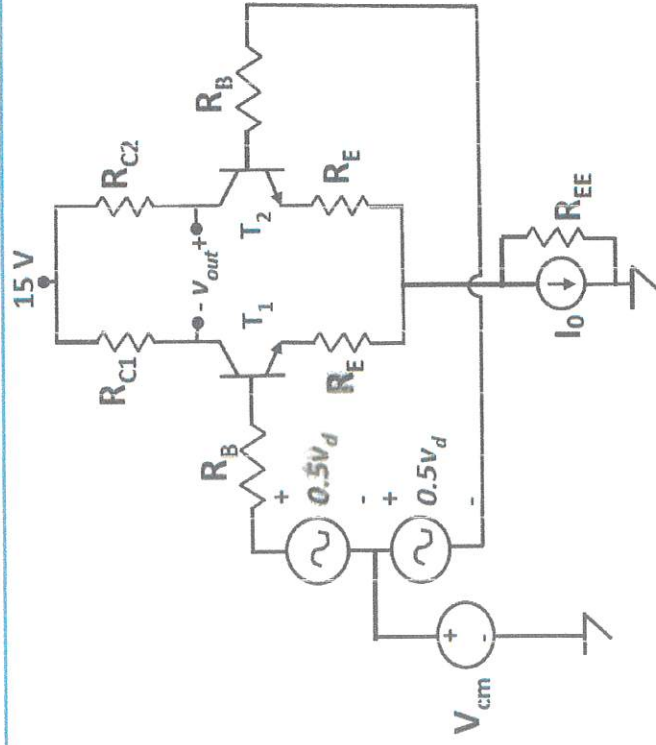 15 V
R_C1
R_C2
- v_out +
T_1
T_2
R_B
R_B
R_E
R_E
+
0.5v_d
-
+
0.5v_d
-
V_cm
+
-
I_0
R_EE